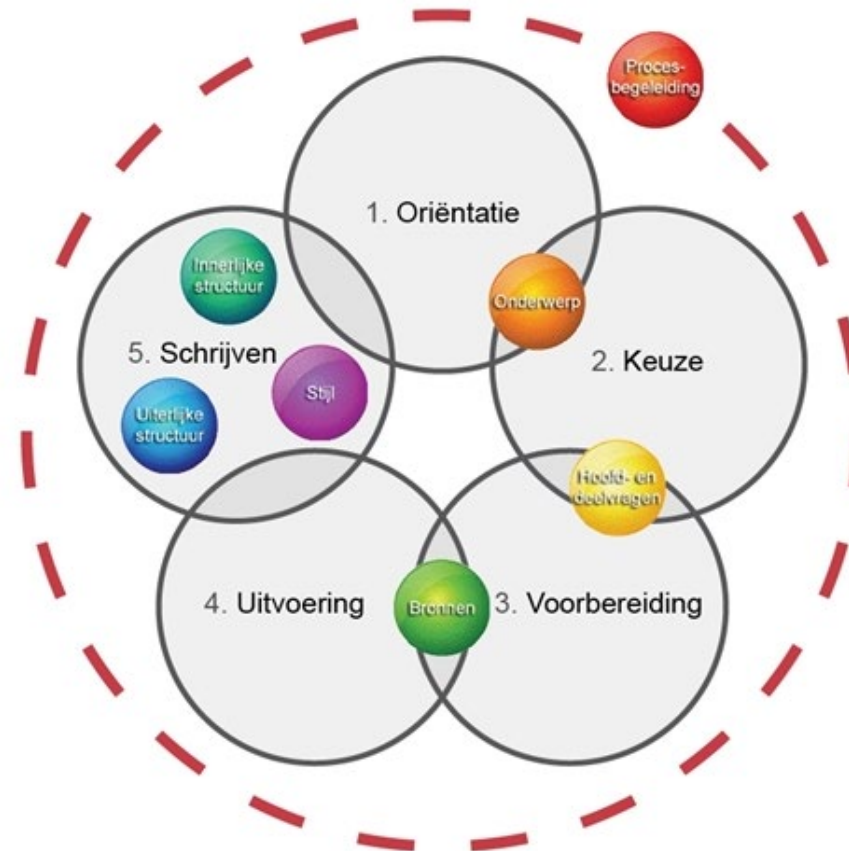 Proces-
begeleiding
1. Oriëntatie
Innerlijke
structuur
Onderwerp
5. Schrijven
2. Keuze
Stijl
Uiterlijke
structuur
Hoofd- en
deelvragen
4. Uitvoering
Bronnen
3. Voorbereiding